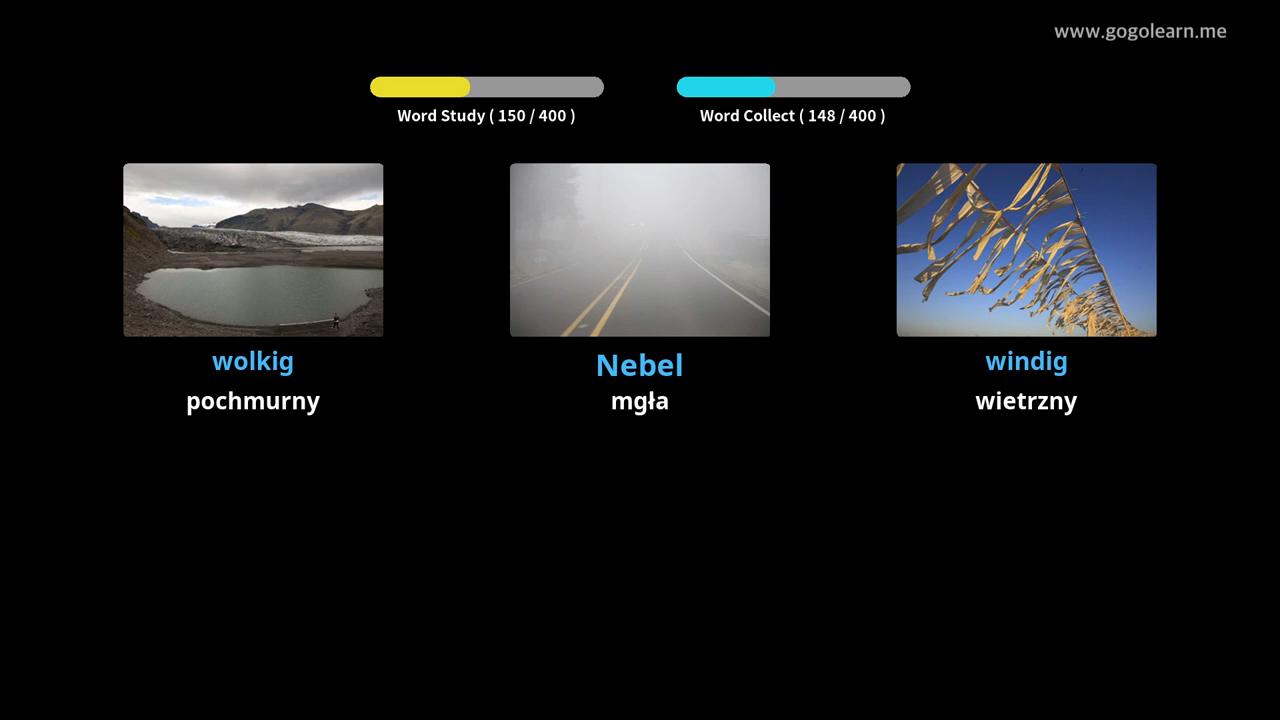 www.gogolearn.me
Word Study ( 150 / 400 )
Word Collect ( 148 / 400 )
wolkig
Nebel
windig
pochmurny
mgła
wietrzny